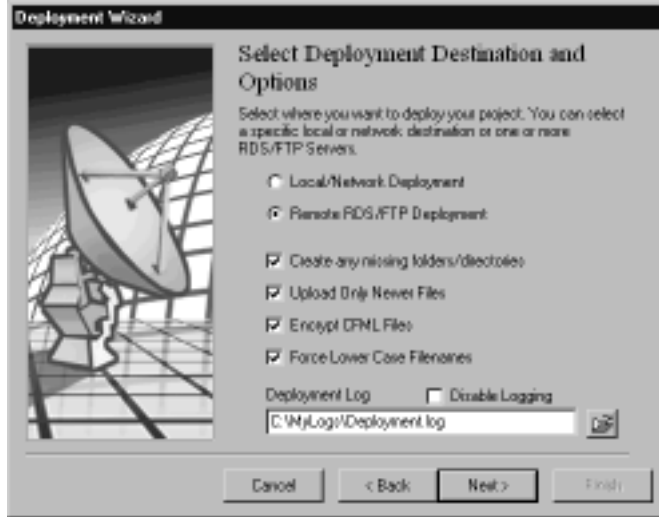 Deployment Wizard
Select Deployment Destination and
Options
Select where you want to deploy your project. You can select
a specific local or network destination or one or more
RDS/FTP Servers.
Local/Network Deployment
Remote RDS/FTP Deployment
Create any missing folders/directories
Upload Only Newer Files
Encrypt CFML Files
Force Lower Case Filenames
Deployment Log Disable Logging
C:\MyLogs\Deployment.log
Cancel < Back Next > Finish